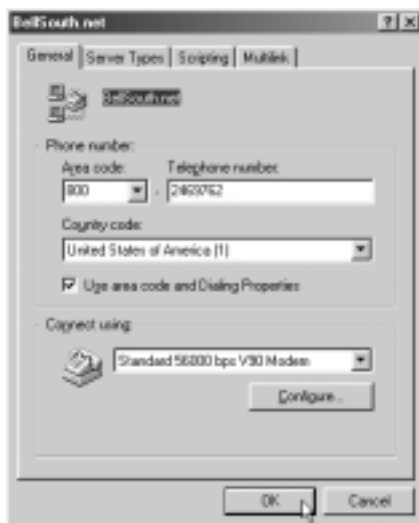 BellSouth.net
General Server Types Scripting Multilink
BellSouth.net
Phone number:
Area code: Telephone number:
800 - 2469762
Country code:
United States of America (1)
Use area code and Dialing Properties
Connect using:
Standard 56000 bps V90 Modem
Configure...
OK Cancel